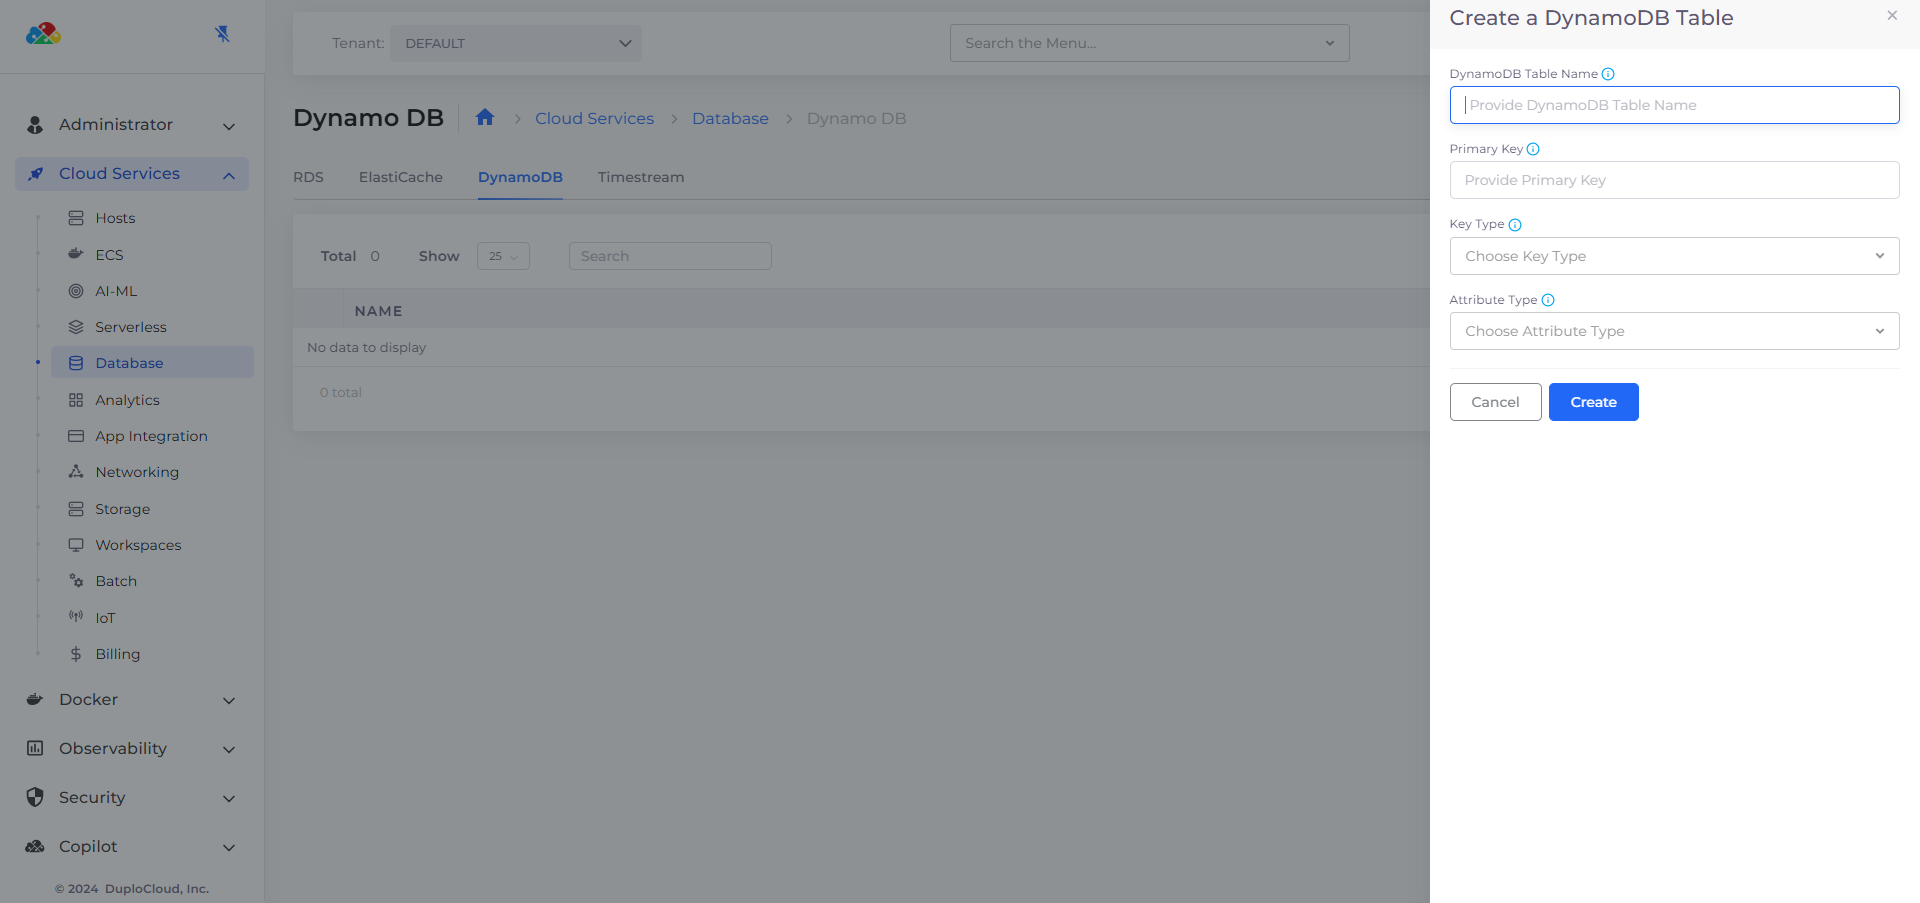 Tenant:
DEFAULT
Search the Menu...
Administrator
Cloud Services
Hosts
ECS
AI-ML
Serverless
Database
Analytics
App Integration
Networking
Storage
Workspaces
Batch
IoT
Billing
Docker
Observability
Security
Copilot
© 2024 DuploCloud, Inc.
Dynamo DB
Cloud Services
Database
Dynamo DB
RDS
ElastiCache
DynamoDB
Timestream
Total 0
Show 25
Search
NAME
No data to display
0 total
Create a DynamoDB Table
DynamoDB Table Name
Provide DynamoDB Table Name
Primary Key
Provide Primary Key
Key Type
Choose Key Type
Attribute Type
Choose Attribute Type
Cancel
Create